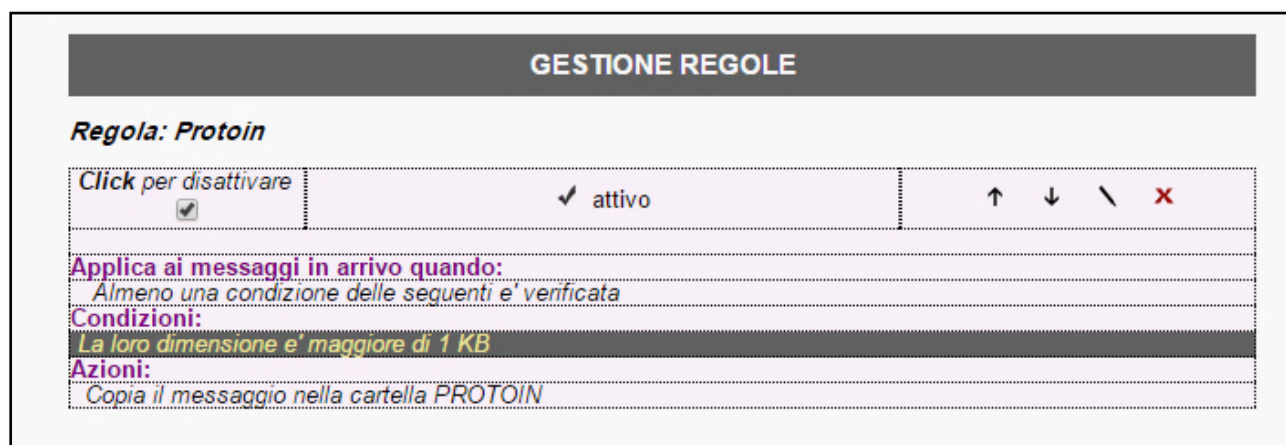 GESTIONE REGOLE
Regola: Protoin
Click per disattivare
attivo
Applica ai messaggi in arrivo quando:
Almeno una condizione delle seguenti e' verificata
Condizioni:
La loro dimensione e' maggiore di 1 KB
Azioni:
Copia il messaggio nella cartella PROTOIN